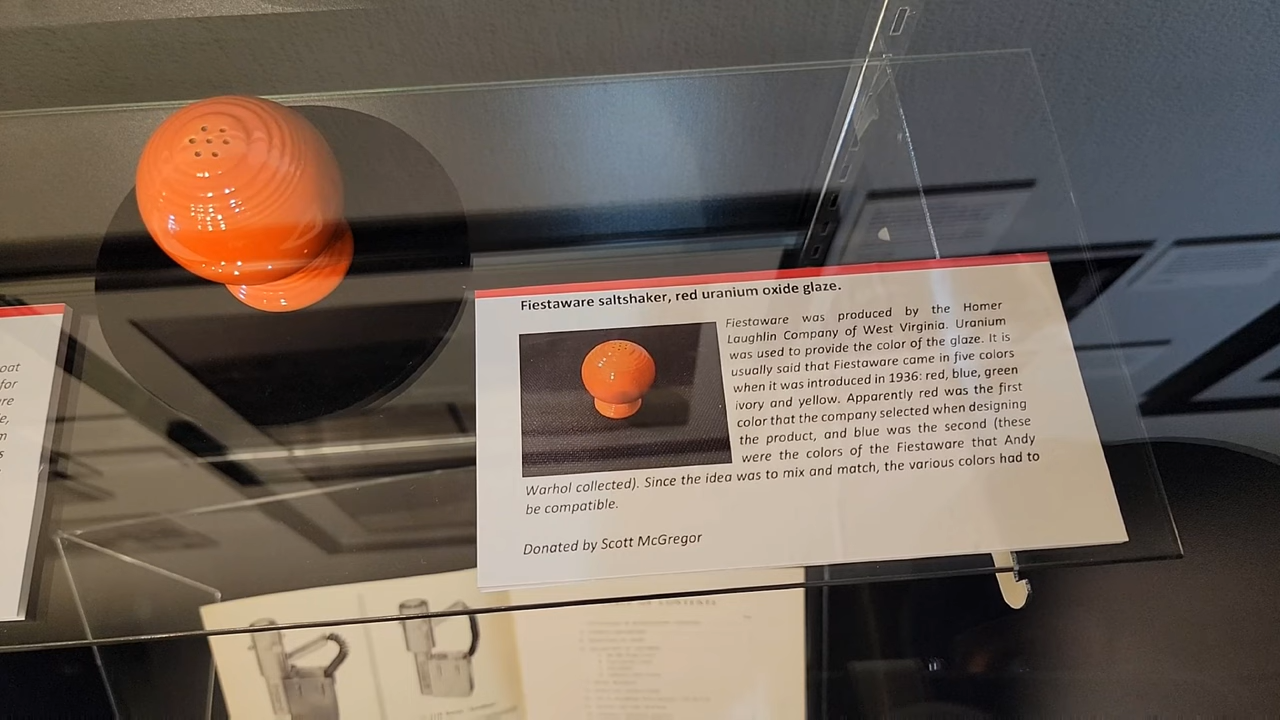 oat
for
re
e,
m
s
Fiestaware saltshaker, red uranium oxide glaze.
Fiestaware was produced by the Homer
Laughlin Company of West Virginia. Uranium
was used to provide the color of the glaze. It is
usually said that Fiestaware came in five colors
when it was introduced in 1936: red, blue, green
ivory and yellow. Apparently red was the first
color that the company selected when designing
the product, and blue was the second (these
were the colors of the Fiestaware that Andy
Warhol collected). Since the idea was to mix and match, the various colors had to
be compatible.
Donated by Scott McGregor